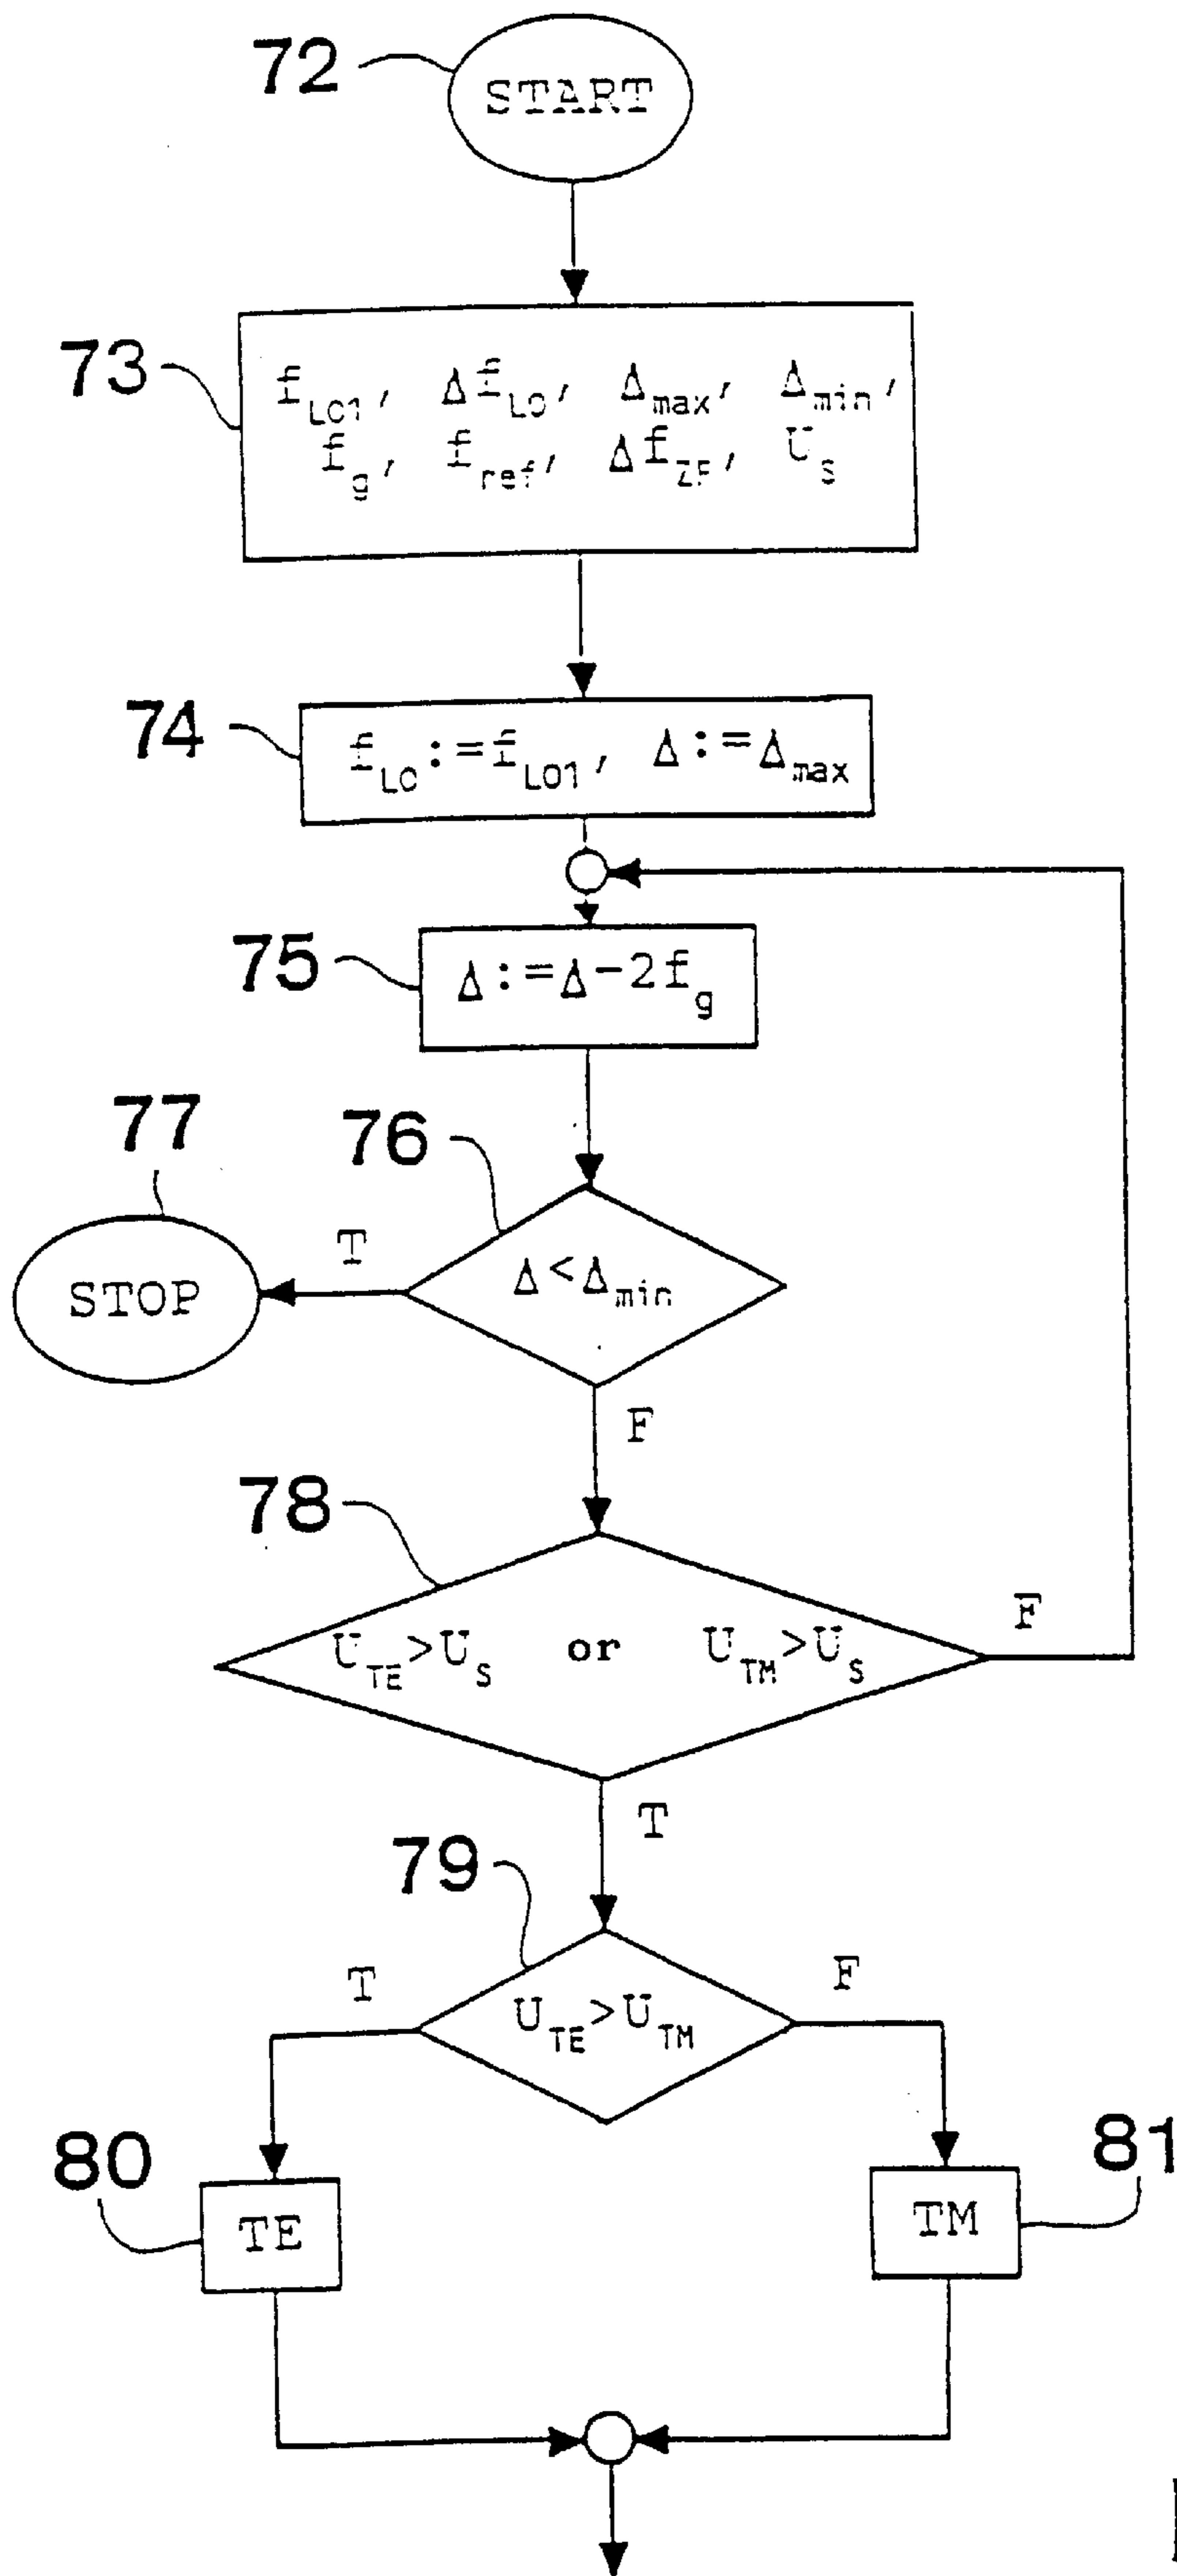 72
START
73
f_LO1, Δf_LO, Δ_max, Δ_min,
f_g, f_ref, Δf_ZF, U_S
74
f_LO:=f_LO1, Δ:=Δ_max
75
Δ:=Δ-2f_g
77
76
T
STOP
Δ<Δ_min
F
78
F
U_TE>U_S or U_TM>U_S
T
79
T
F
U_TE>U_TM
80
81
TE
TM